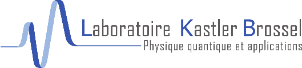 Laboratoire Kastler Brossel
Physique quantique et applications